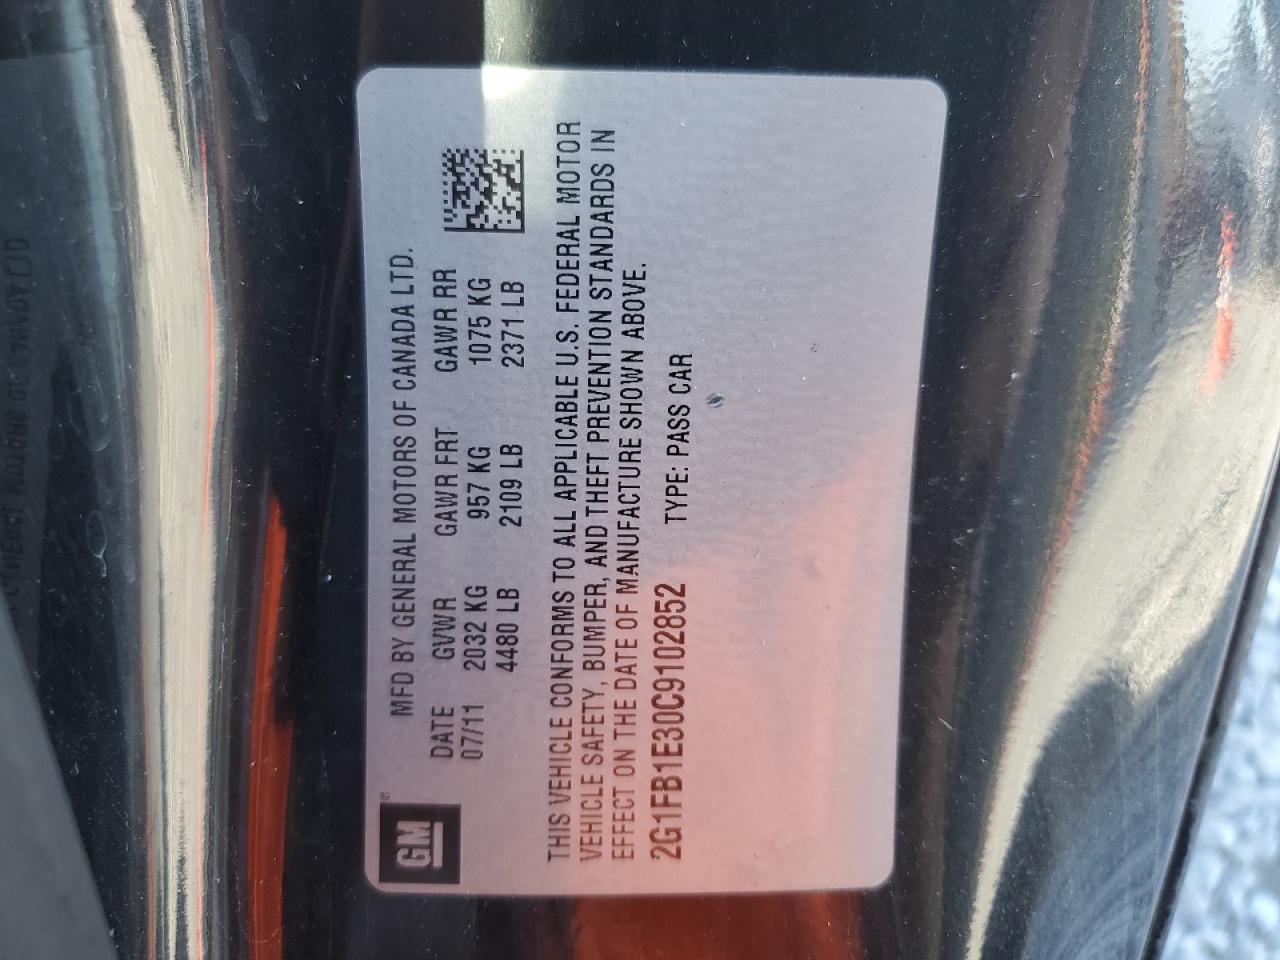 GM®
MFD BY GENERAL MOTORS OF CANADA LTD.
DATE GVWR GAWR FRT GAWR RR
07/11 2032 KG 957 KG 1075 KG
4480 LB 2109 LB 2371 LB
THIS VEHICLE CONFORMS TO ALL APPLICABLE U.S. FEDERAL MOTOR
VEHICLE SAFETY, BUMPER, AND THEFT PREVENTION STANDARDS IN
EFFECT ON THE DATE OF MANUFACTURE SHOWN ABOVE.
2G1FB1E30C9102852 TYPE: PASS CAR